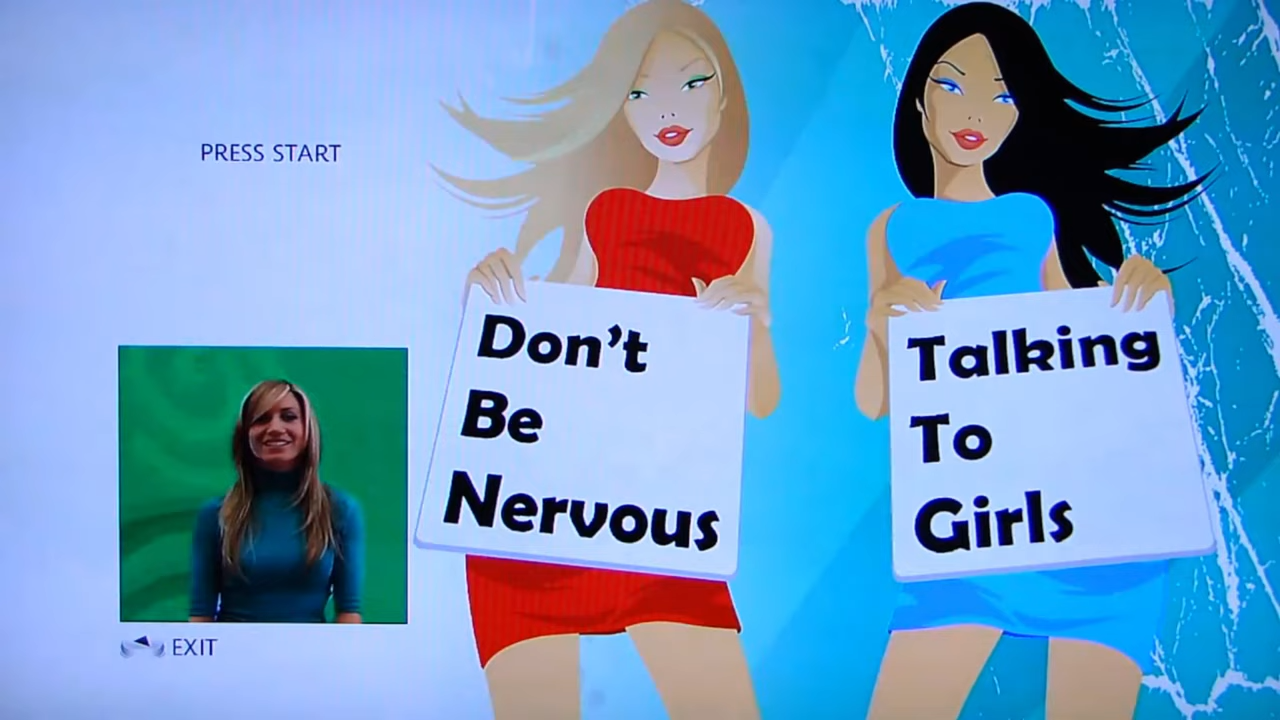 PRESS START
Don't
Be
Nervous
Talking
To
Girls
EXIT